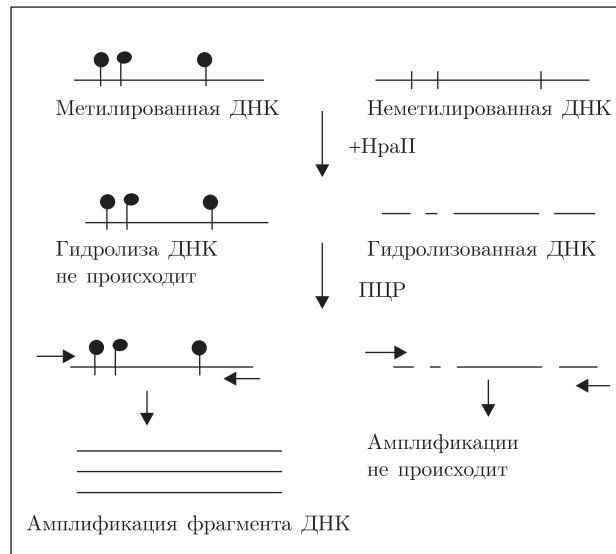 Метилированная ДНК
Неметилированная ДНК
+HpaII
Гидролиза ДНК
не происходит
Гидролизованная ДНК
ПЦР
Амплификации
не происходит
Амплификация фрагмента ДНК